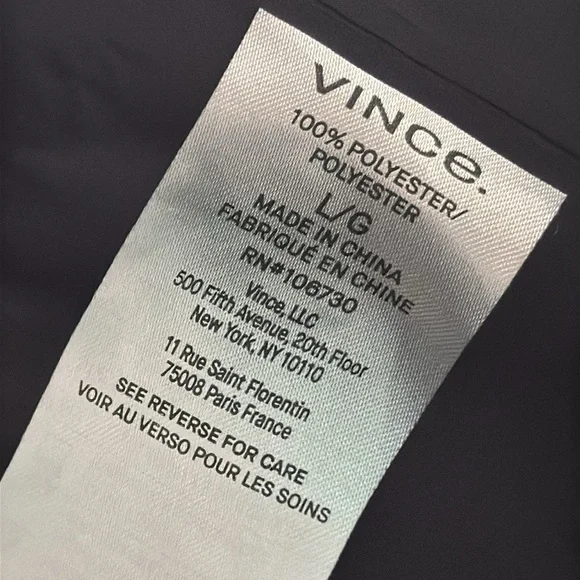 VINCE.
100% POLYESTER/
POLYESTER
L/G
MADE IN CHINA
FABRIQUÉ EN CHINE
RN#106730
Vince, LLC
500 Fifth Avenue, 20th Floor
New York, NY 10110
11 Rue Saint Florentin
75008 Paris France
SEE REVERSE FOR CARE
VOIR AU VERSO POUR LES SOINS